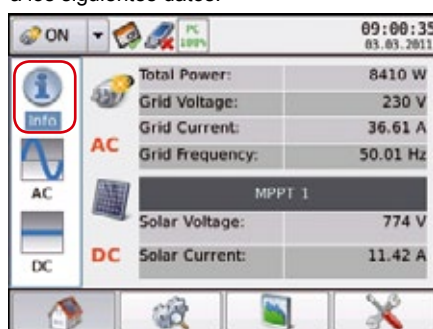 a los siguientes datos:
ON
PC
100%
09:00:35
03.03.2011
Info
AC
DC
AC
Total Power: 8410 W
Grid Voltage: 230 V
Grid Current: 36.61 A
Grid Frequency: 50.01 Hz
MPPT 1
DC
Solar Voltage: 774 V
Solar Current: 11.42 A